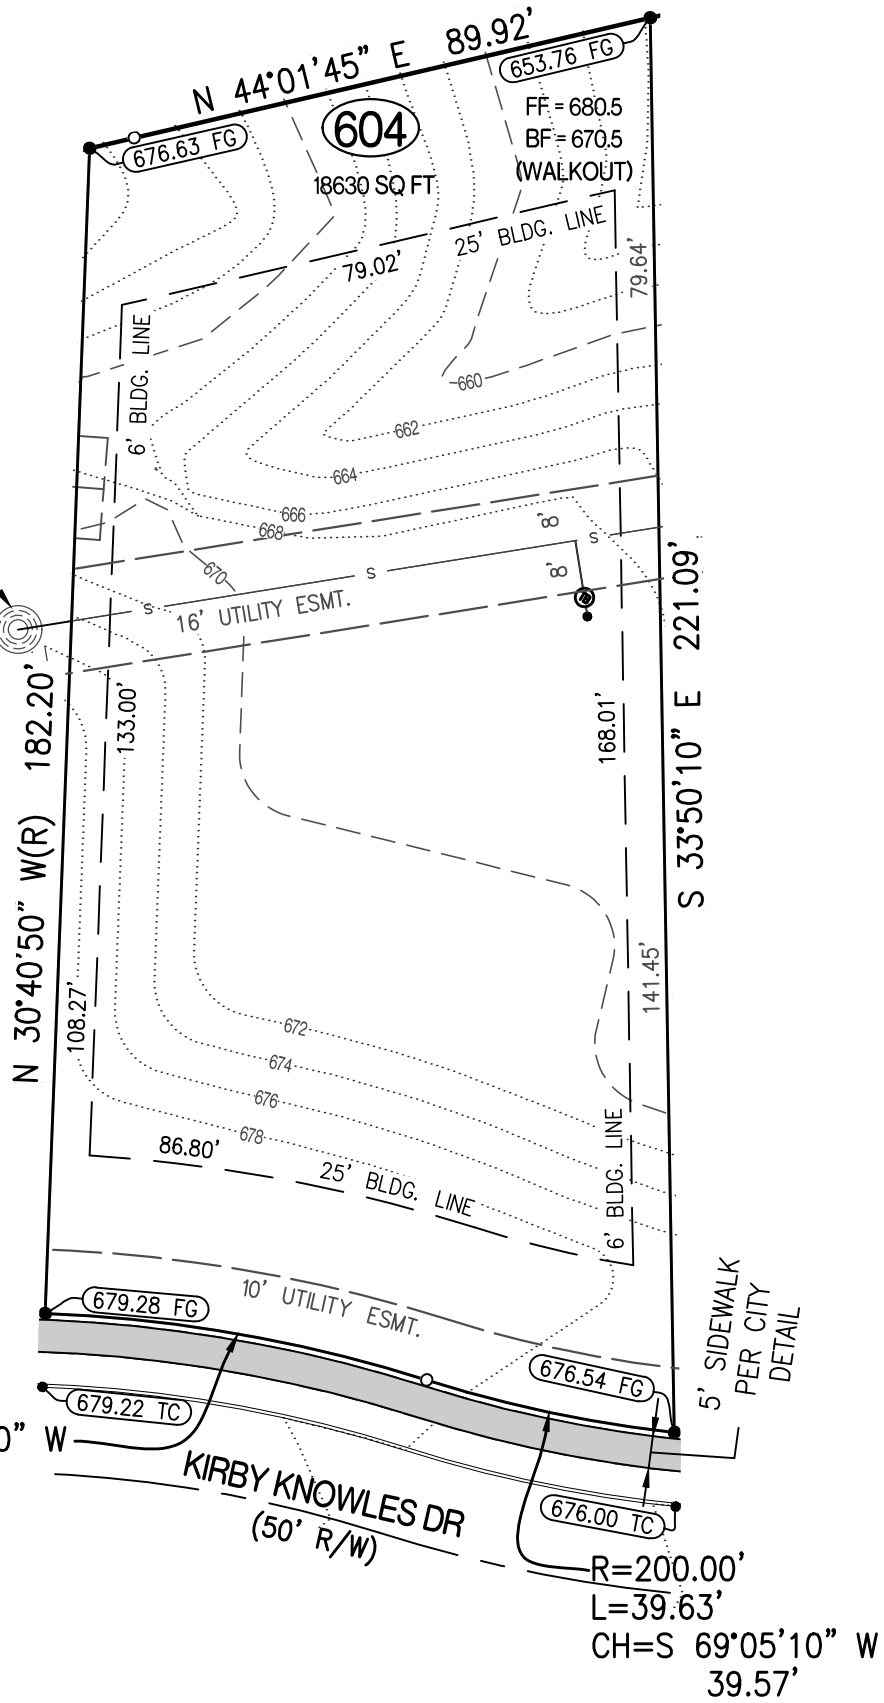 N 44°01'45" E 89.92'
653.76 FG
676.63 FG
604
18630 SQ FT
FF = 680.5
BF = 670.5
(WALKOUT)
25' BLDG. LINE
79.02'
79.64'
6' BLDG. LINE
660
662
664
666
668
670
8'
8'
S
S
S
16' UTILITY ESMT.
N 30°40'50" W(R) 182.20'
133.00'
168.01'
S 33°50'10" E 221.09'
108.27'
141.45'
672
674
676
678
86.80'
25' BLDG. LINE
6' BLDG. LINE
10' UTILITY ESMT.
679.28 FG
676.54 FG
5' SIDEWALK
PER CITY
DETAIL
679.22 TC
0" W
KIRBY KNOWLES DR
(50' R/W)
676.00 TC
R=200.00'
L=39.63'
CH=S 69°05'10" W
39.57'